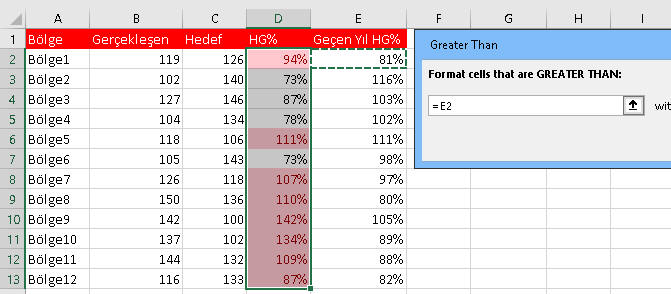 A B C D E F G H I
1 Bölge Gerçekleşen Hedef HG% Geçen Yıl HG%
2 Bölge1 119 126 94% 81%
3 Bölge2 102 140 73% 116%
4 Bölge3 127 146 87% 103%
5 Bölge4 104 134 78% 102%
6 Bölge5 118 106 111% 111%
7 Bölge6 105 143 73% 98%
8 Bölge7 126 118 107% 97%
9 Bölge8 150 136 110% 80%
10 Bölge9 142 100 142% 105%
11 Bölge10 137 102 134% 89%
12 Bölge11 144 132 109% 88%
13 Bölge12 116 133 87% 82%
Greater Than
Format cells that are GREATER THAN:
=E2 wit